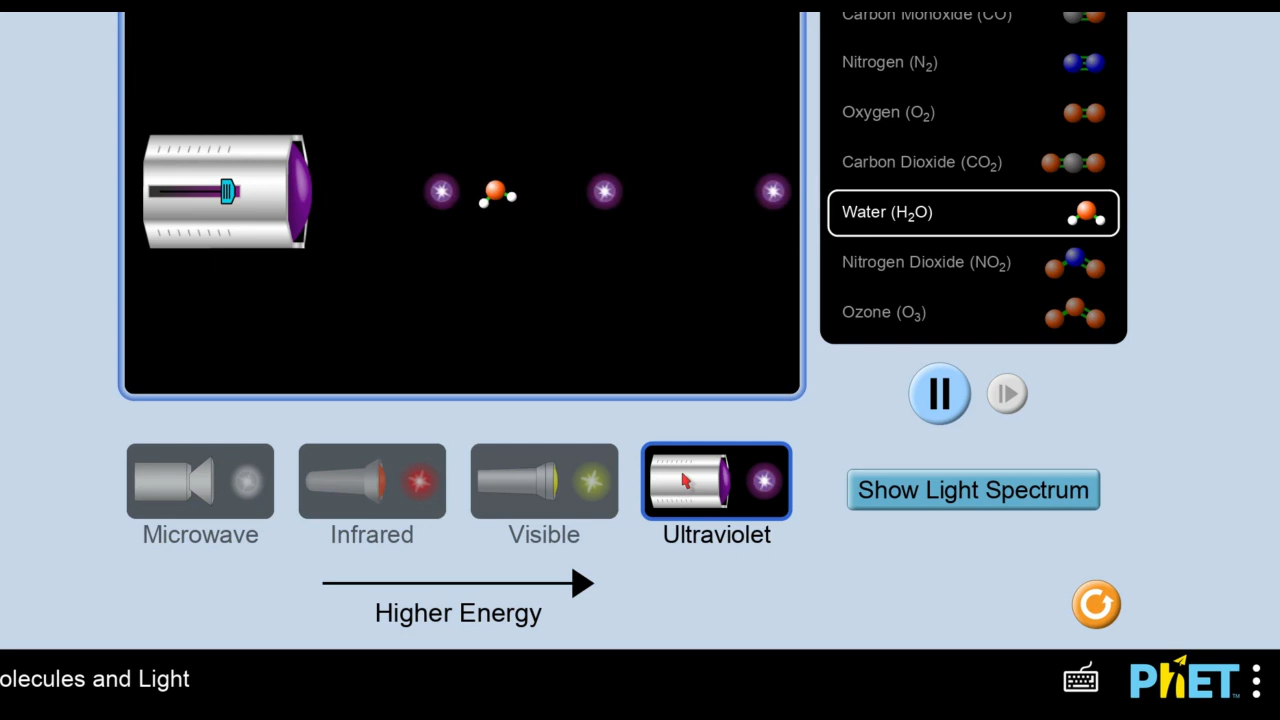 Carbon Monoxide (CO)
Nitrogen (N₂)
Oxygen (O₂)
Carbon Dioxide (CO₂)
Water (H₂O)
Nitrogen Dioxide (NO₂)
Ozone (O₃)
Show Light Spectrum
Microwave
Infrared
Visible
Ultraviolet
Higher Energy
olecules and Light
PhET™